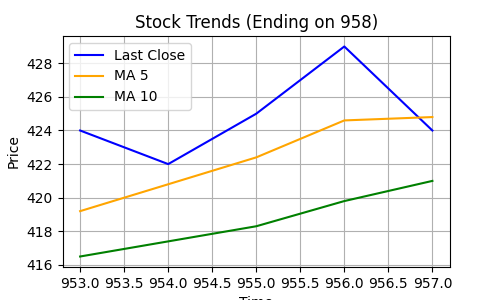 Stock Trends (Ending on 958)
Last Close
MA 5
MA 10
Price
428
426
424
422
420
418
416
953.0 953.5 954.0 954.5 955.0 955.5 956.0 956.5 957.0
Time